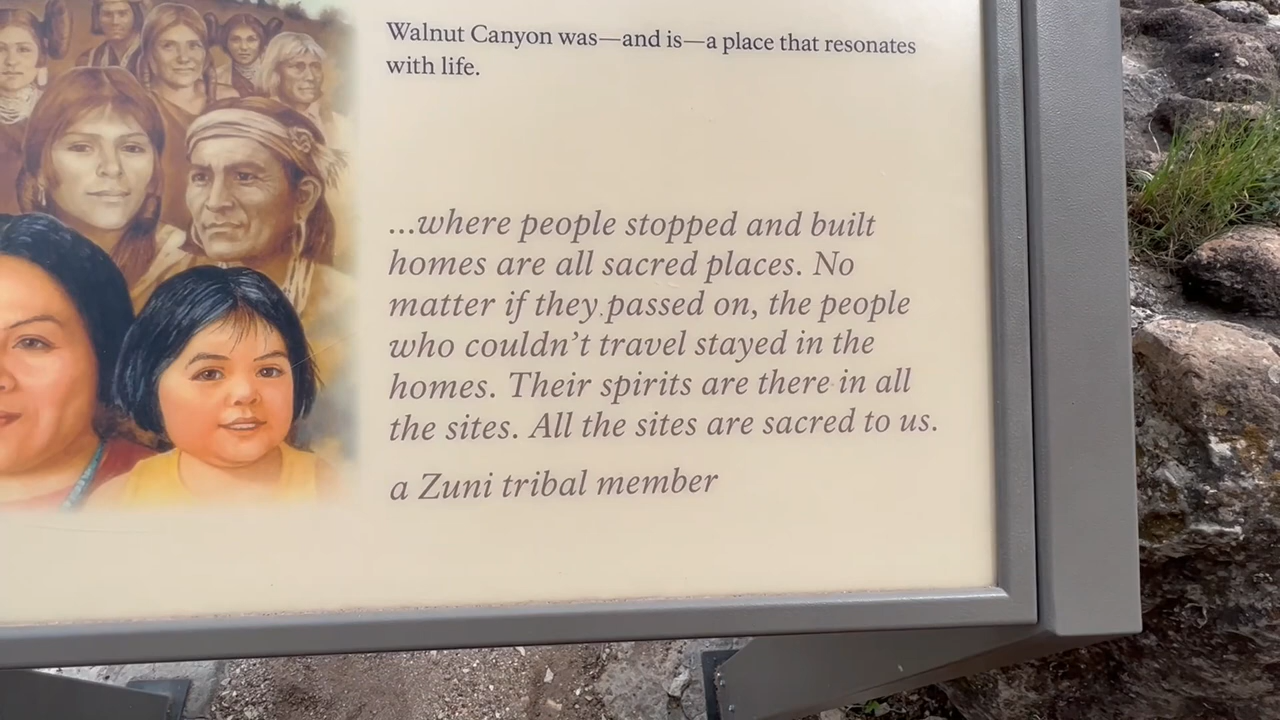 Walnut Canyon was—and is—a place that resonates
with life.
...where people stopped and built
homes are all sacred places. No
matter if they passed on, the people
who couldn’t travel stayed in the
homes. Their spirits are there in all
the sites. All the sites are sacred to us.
a Zuni tribal member